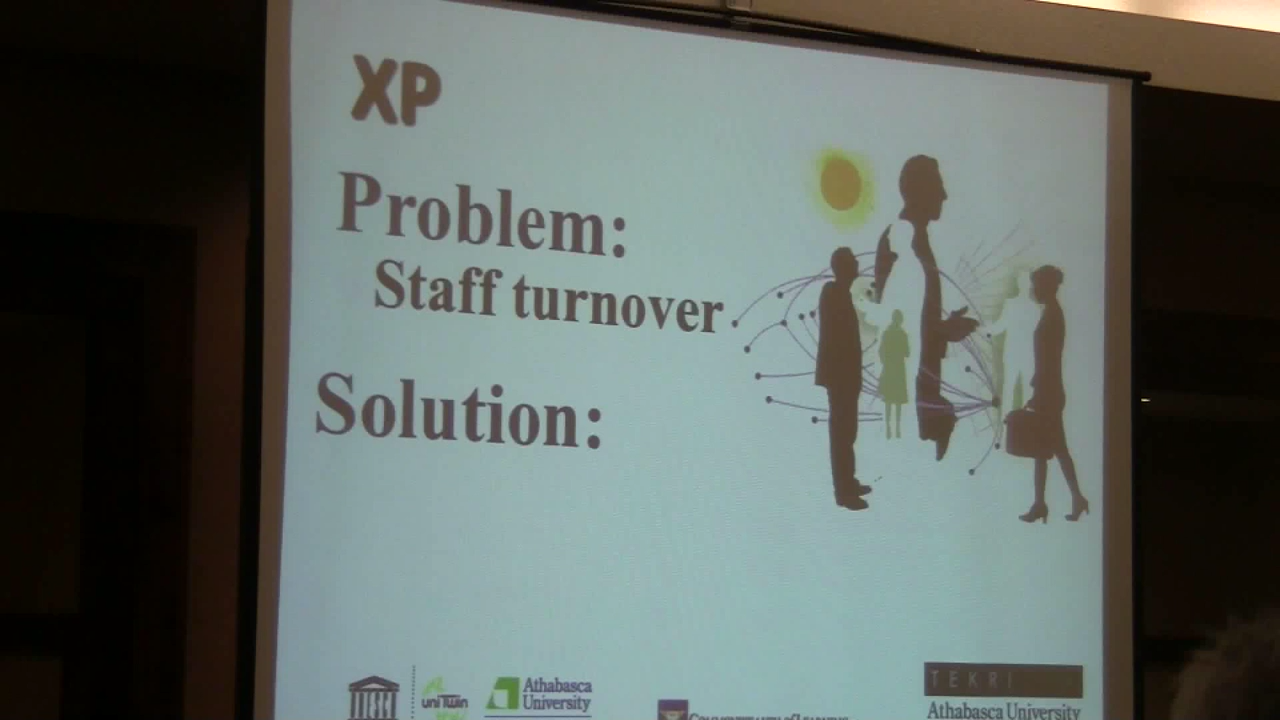 XP
Problem:
Staff turnover
Solution:
uniTwin
Athabasca
University
TEKRI
Athabasca University